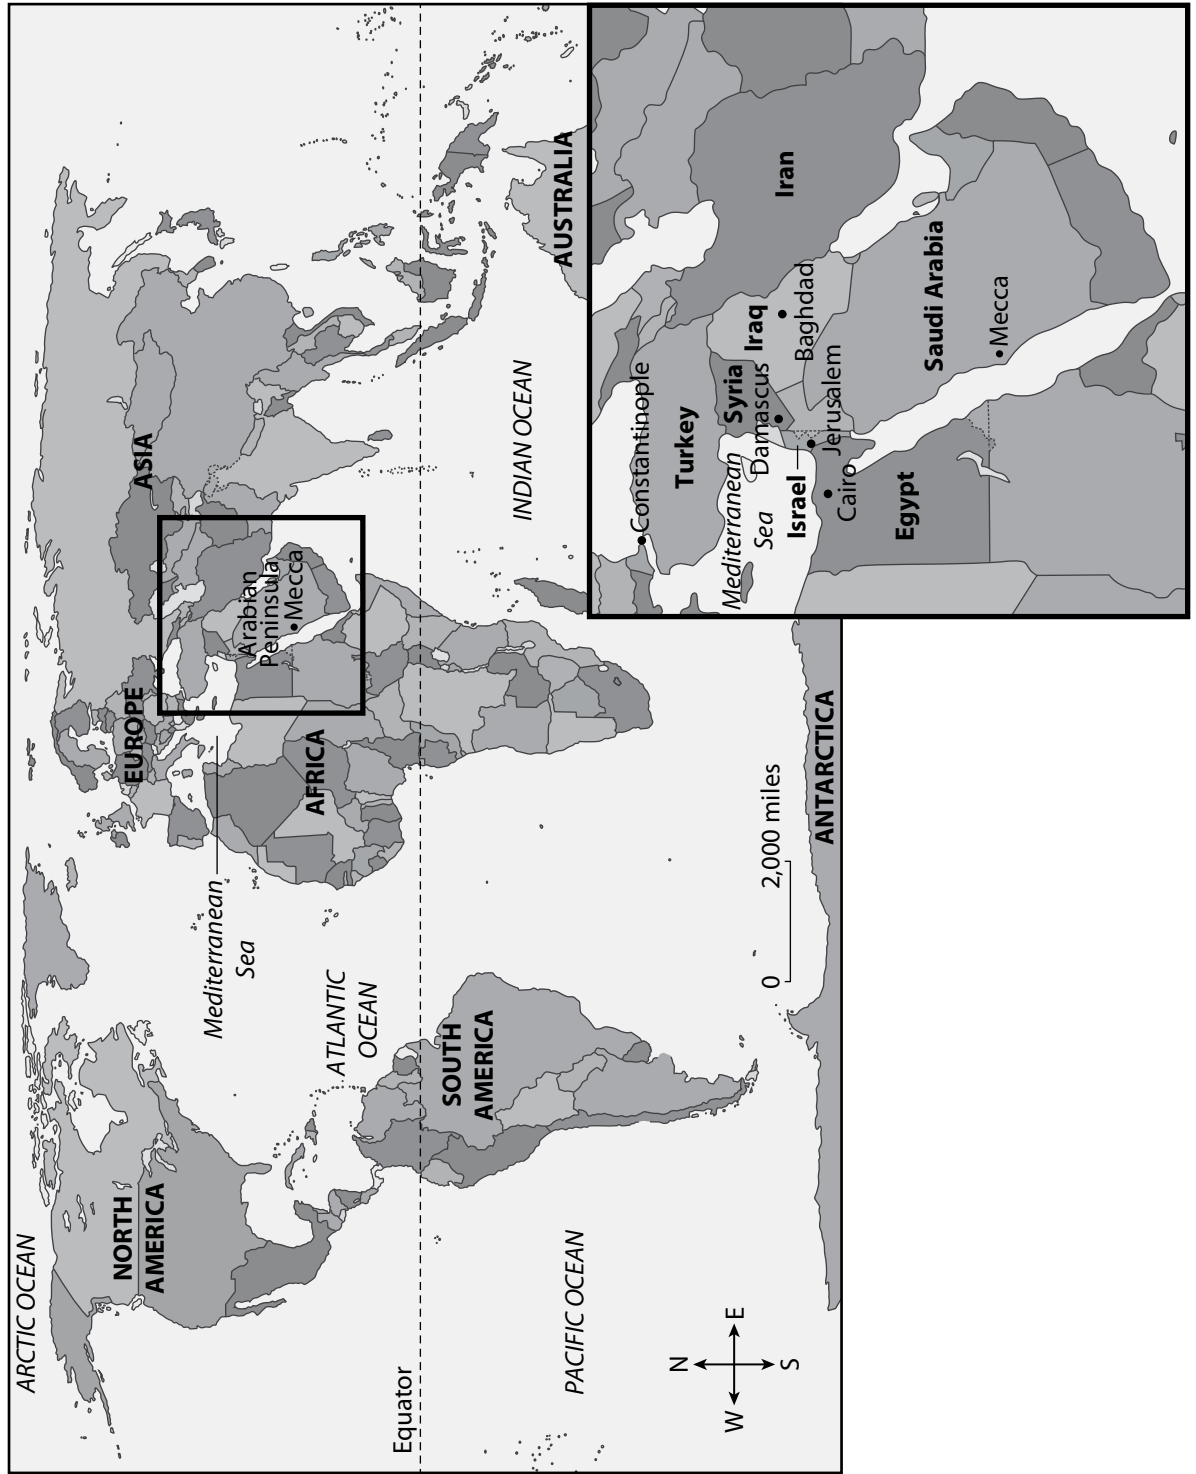 ARCTIC OCEAN
NORTH
AMERICA
EUROPE
ASIA
Mediterranean
Sea
Arabian
Peninsula
Mecca
AFRICA
ATLANTIC
OCEAN
Equator
SOUTH
AMERICA
INDIAN OCEAN
AUSTRALIA
PACIFIC OCEAN
N
W
E
S
0
2,000 miles
ANTARCTICA
Constantinople
Turkey
Mediterranean
Sea
Syria
Damascus
Iraq
Baghdad
Iran
Israel
Jerusalem
Cairo
Egypt
Saudi Arabia
Mecca